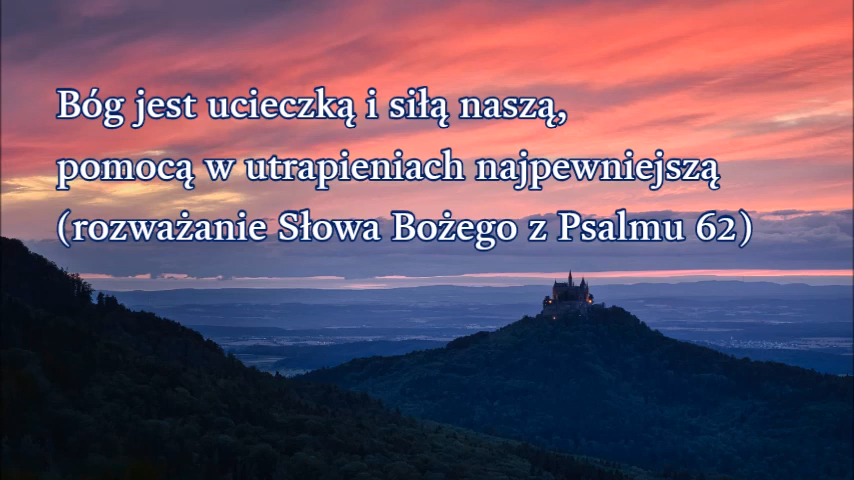 Bóg jest ucieczką i siłą naszą,
pomocą w utrapieniach najpewniejszą
(rozważanie Słowa Bożego z Psalmu 62)